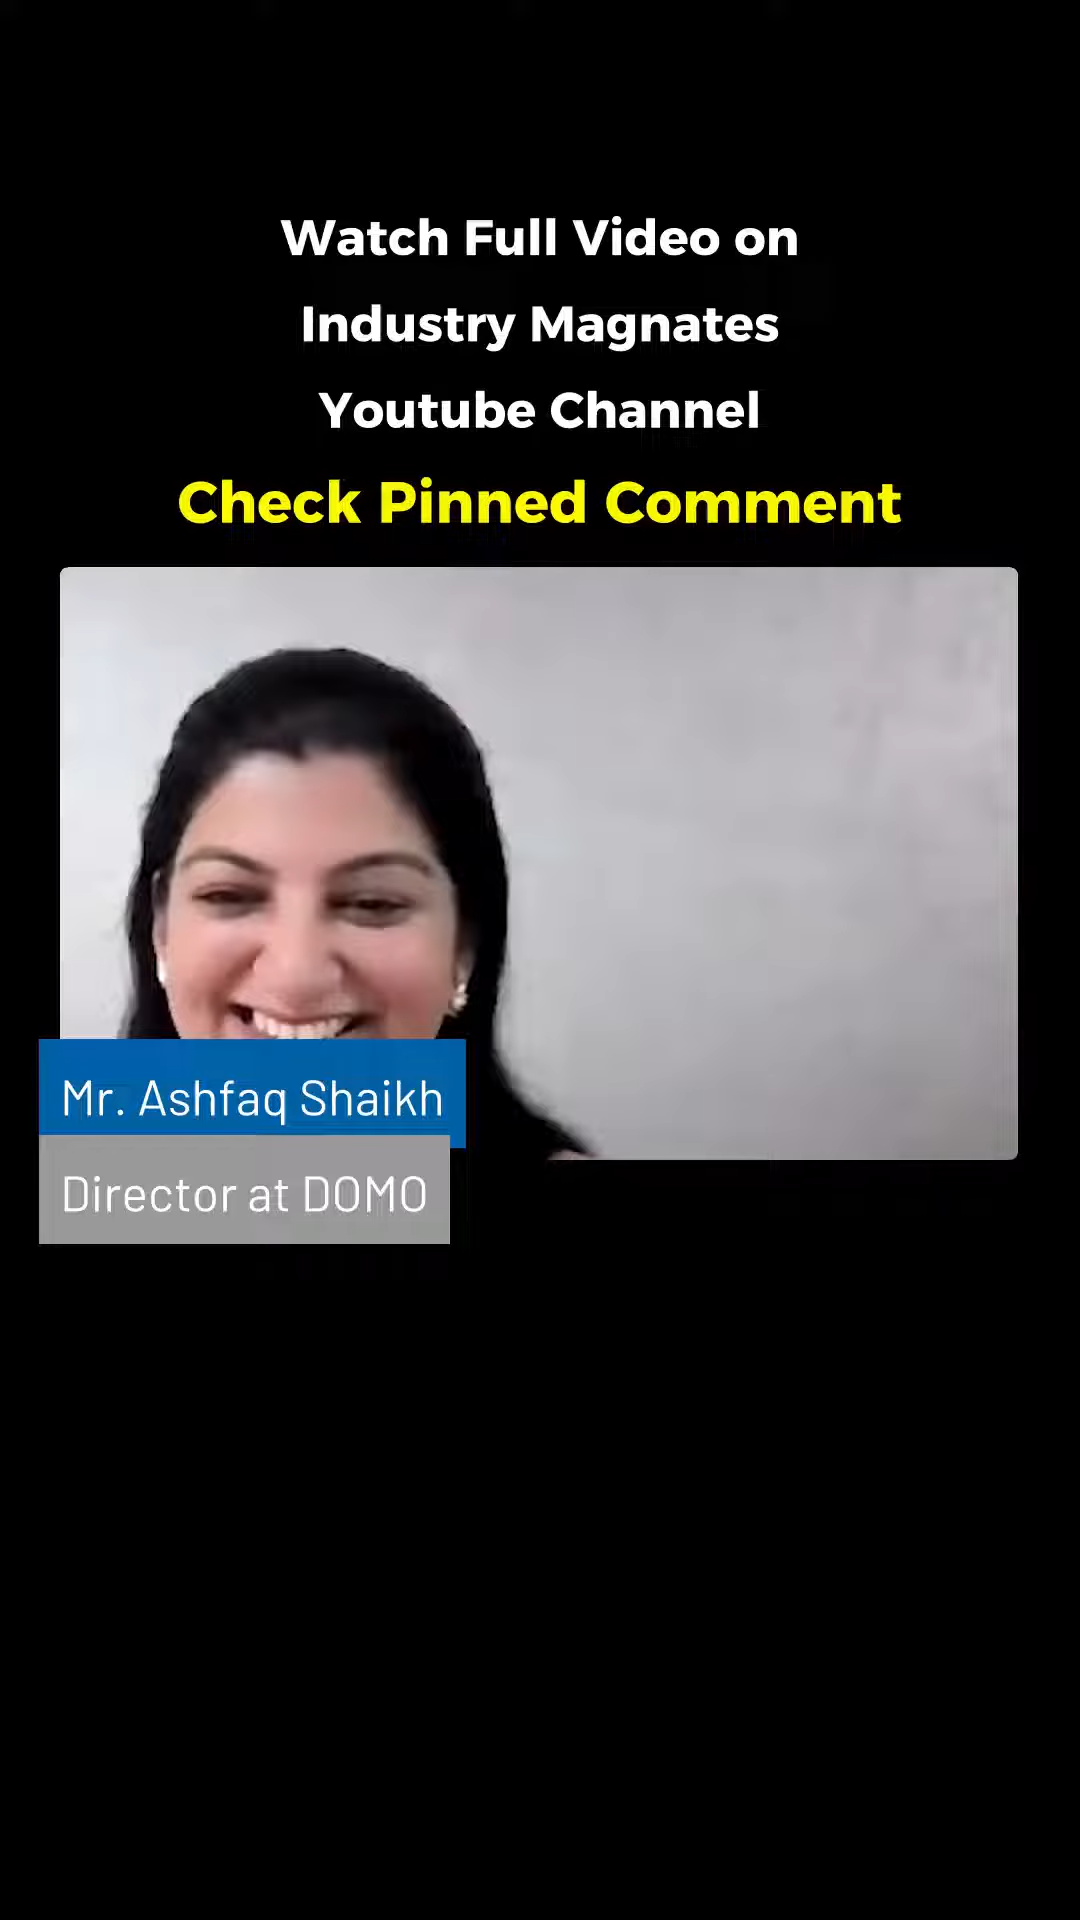 Watch Full Video on
Industry Magnates
Youtube Channel
Check Pinned Comment
Mr. Ashfaq Shaikh
Director at DOMO